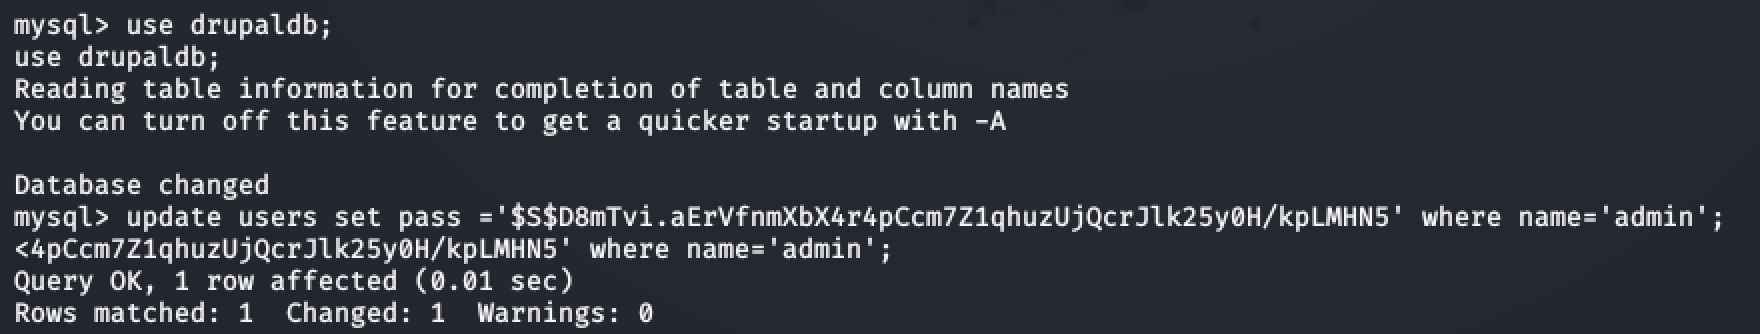 mysql> use drupaldb;
use drupaldb;
Reading table information for completion of table and column names
You can turn off this feature to get a quicker startup with -A
Database changed
mysql> update users set pass ='$S$D8mTvi.aErVfnmXbX4r4pCcm7Z1qhuzUjQcrJlk25y0H/kpLMHN5' where name='admin';
<4pCcm7Z1qhuzUjQcrJlk25y0H/kpLMHN5' where name='admin';
Query OK, 1 row affected (0.01 sec)
Rows matched: 1  Changed: 1  Warnings: 0